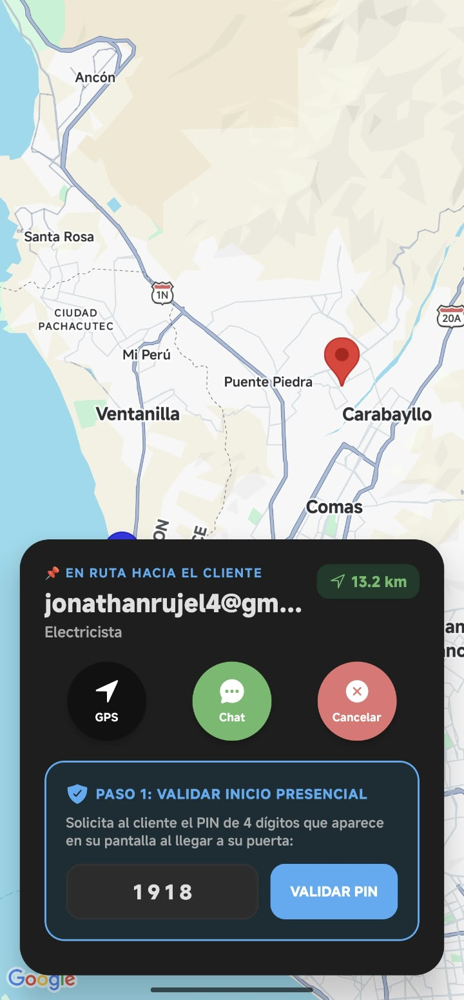 Ancón
Santa Rosa
1N
CIUDAD
PACHACUTEC
20A
Mi Perú
Puente Piedra
Ventanilla
Carabayllo
Comas
📌 EN RUTA HACIA EL CLIENTE
13.2 km
jonathanrujel4@gm...
Electricista
GPS
Chat
Cancelar
PASO 1: VALIDAR INICIO PRESENCIAL
Solicita al cliente el PIN de 4 dígitos que aparece
en su pantalla al llegar a su puerta:
1918
VALIDAR PIN
Google